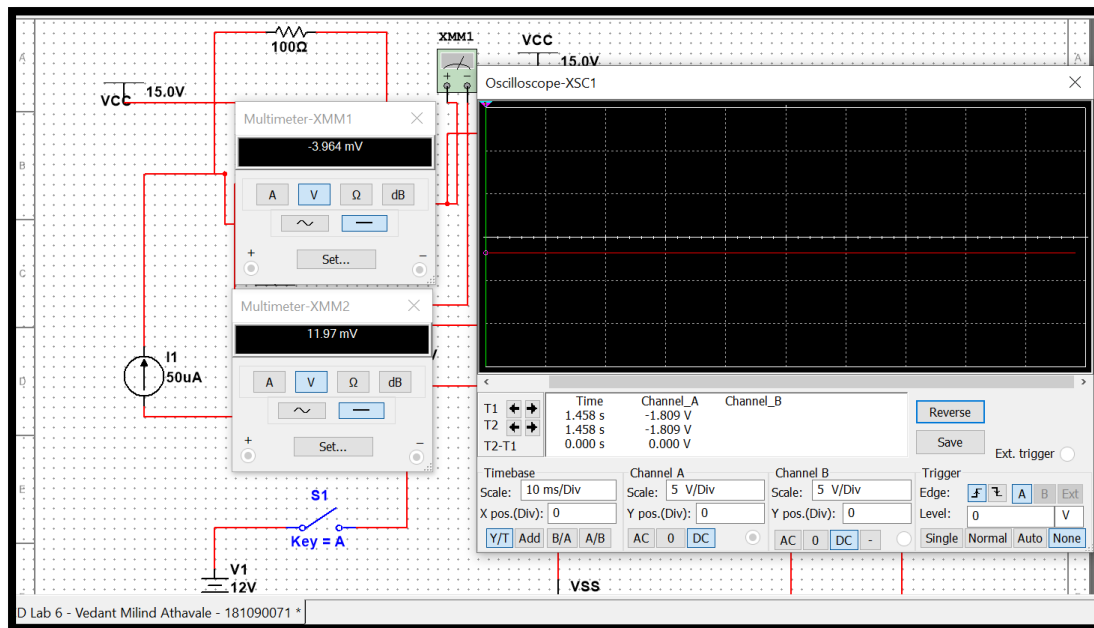 100Ω
XMM1
VCC
15.0V
VCC
15.0V
A
A
B
C
D
E
Multimeter-XMM1
-3.964 mV
A V Ω dB
Set...
+ −
Multimeter-XMM2
11.97 mV
A V Ω dB
Set...
+ −
I1
50uA
S1
Key = A
V1
12V
VSS
Oscilloscope-XSC1
Time Channel_A Channel_B
T1 1.458 s -1.809 V
T2 1.458 s -1.809 V
T2-T1 0.000 s 0.000 V
Reverse
Save
Ext. trigger
Timebase
Scale: 10 ms/Div
X pos.(Div): 0
Y/T Add B/A A/B
Channel A
Scale: 5 V/Div
Y pos.(Div): 0
AC 0 DC
Channel B
Scale: 5 V/Div
Y pos.(Div): 0
AC 0 DC -
Trigger
Edge: A B Ext
Level: 0 V
Single Normal Auto None
D Lab 6 - Vedant Milind Athavale - 181090071 *